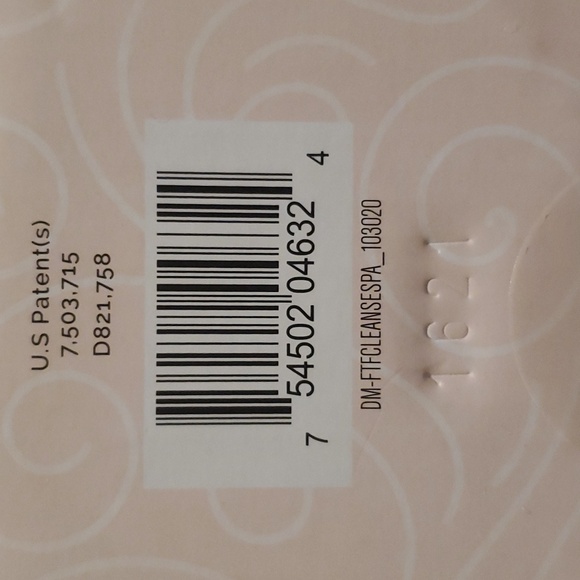 U.S Patent(s)
7,503,715
D821,758
7 54502 04632 4
DM-FTFCLEANSESPA_103020
1621